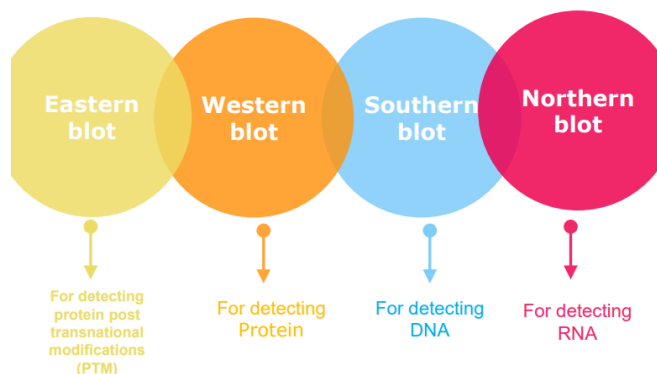 Eastern
blot
Western
blot
Southern
blot
Northern
blot
For detecting
protein post
transnational
modifications
(PTM)
For detecting
Protein
For detecting
DNA
For detecting
RNA